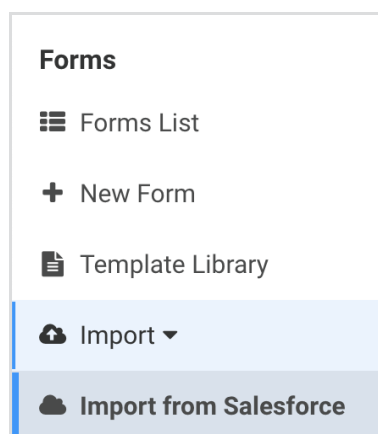 Forms
Forms List
New Form
Template Library
Import
Import from Salesforce